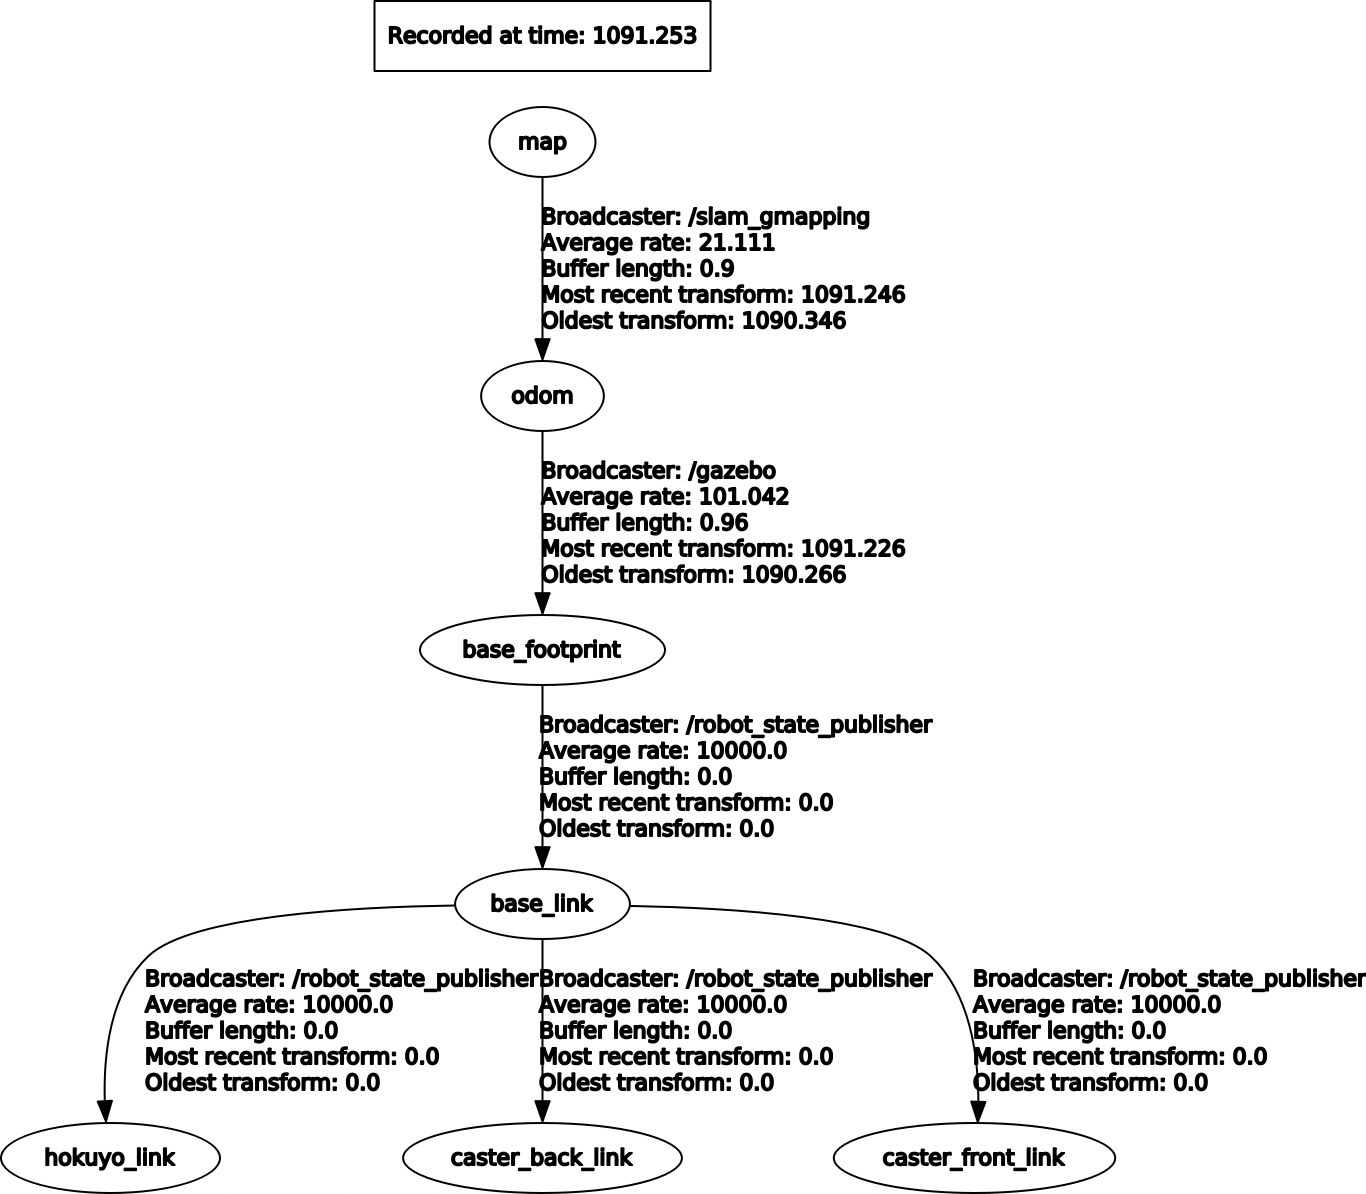 Recorded at time: 1091.253
map
Broadcaster: /slam_gmapping
Average rate: 21.111
Buffer length: 0.9
Most recent transform: 1091.246
Oldest transform: 1090.346
odom
Broadcaster: /gazebo
Average rate: 101.042
Buffer length: 0.96
Most recent transform: 1091.226
Oldest transform: 1090.266
base_footprint
Broadcaster: /robot_state_publisher
Average rate: 10000.0
Buffer length: 0.0
Most recent transform: 0.0
Oldest transform: 0.0
base_link
Broadcaster: /robot_state_publisher
Average rate: 10000.0
Buffer length: 0.0
Most recent transform: 0.0
Oldest transform: 0.0
Broadcaster: /robot_state_publisher
Average rate: 10000.0
Buffer length: 0.0
Most recent transform: 0.0
Oldest transform: 0.0
Broadcaster: /robot_state_publisher
Average rate: 10000.0
Buffer length: 0.0
Most recent transform: 0.0
Oldest transform: 0.0
hokuyo_link
caster_back_link
caster_front_link